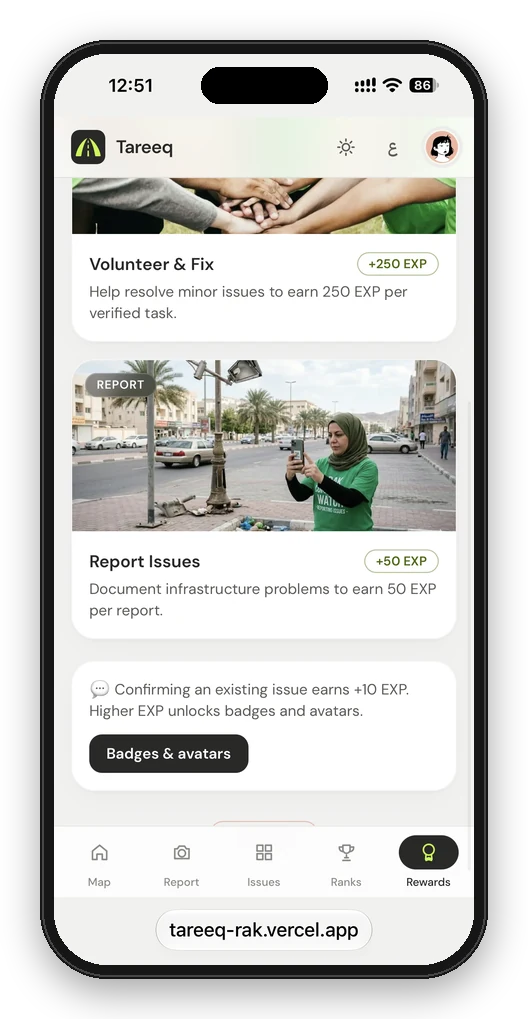 12:51
86
Tareeq
ع
Volunteer & Fix
+250 EXP
Help resolve minor issues to earn 250 EXP per
verified task.
REPORT
Report Issues
+50 EXP
Document infrastructure problems to earn 50 EXP
per report.
💬 Confirming an existing issue earns +10 EXP.
Higher EXP unlocks badges and avatars.
Badges & avatars
Map
Report
Issues
Ranks
Rewards
tareeq-rak.vercel.app